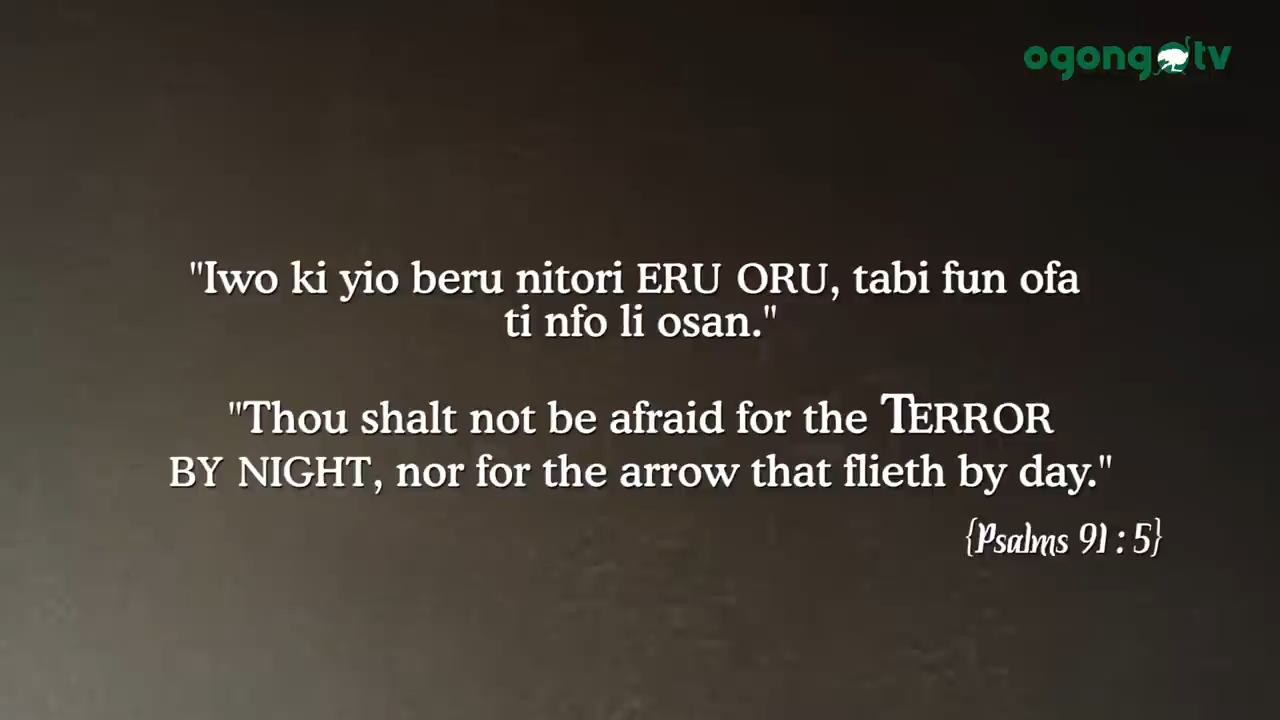 ogongotv
"Iwo ki yio beru nitori ERU ORU, tabi fun ofa
ti nfo li osan."
"Thou shalt not be afraid for the TERROR
BY NIGHT, nor for the arrow that flieth by day."
{Psalms 91 : 5}